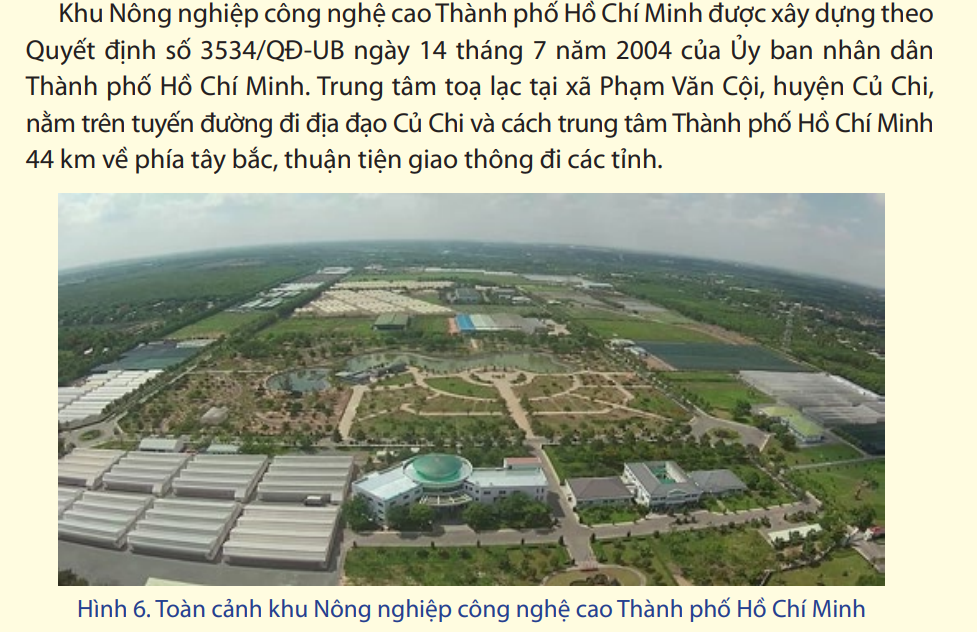 Khu Nông nghiệp công nghệ cao Thành phố Hồ Chí Minh được xây dựng theo
Quyết định số 3534/QĐ-UB ngày 14 tháng 7 năm 2004 của Ủy ban nhân dân
Thành phố Hồ Chí Minh. Trung tâm toạ lạc tại xã Phạm Văn Cội, huyện Củ Chi,
nằm trên tuyến đường đi địa đạo Củ Chi và cách trung tâm Thành phố Hồ Chí Minh
44 km về phía tây bắc, thuận tiện giao thông đi các tỉnh.
Hình 6. Toàn cảnh khu Nông nghiệp công nghệ cao Thành phố Hồ Chí Minh